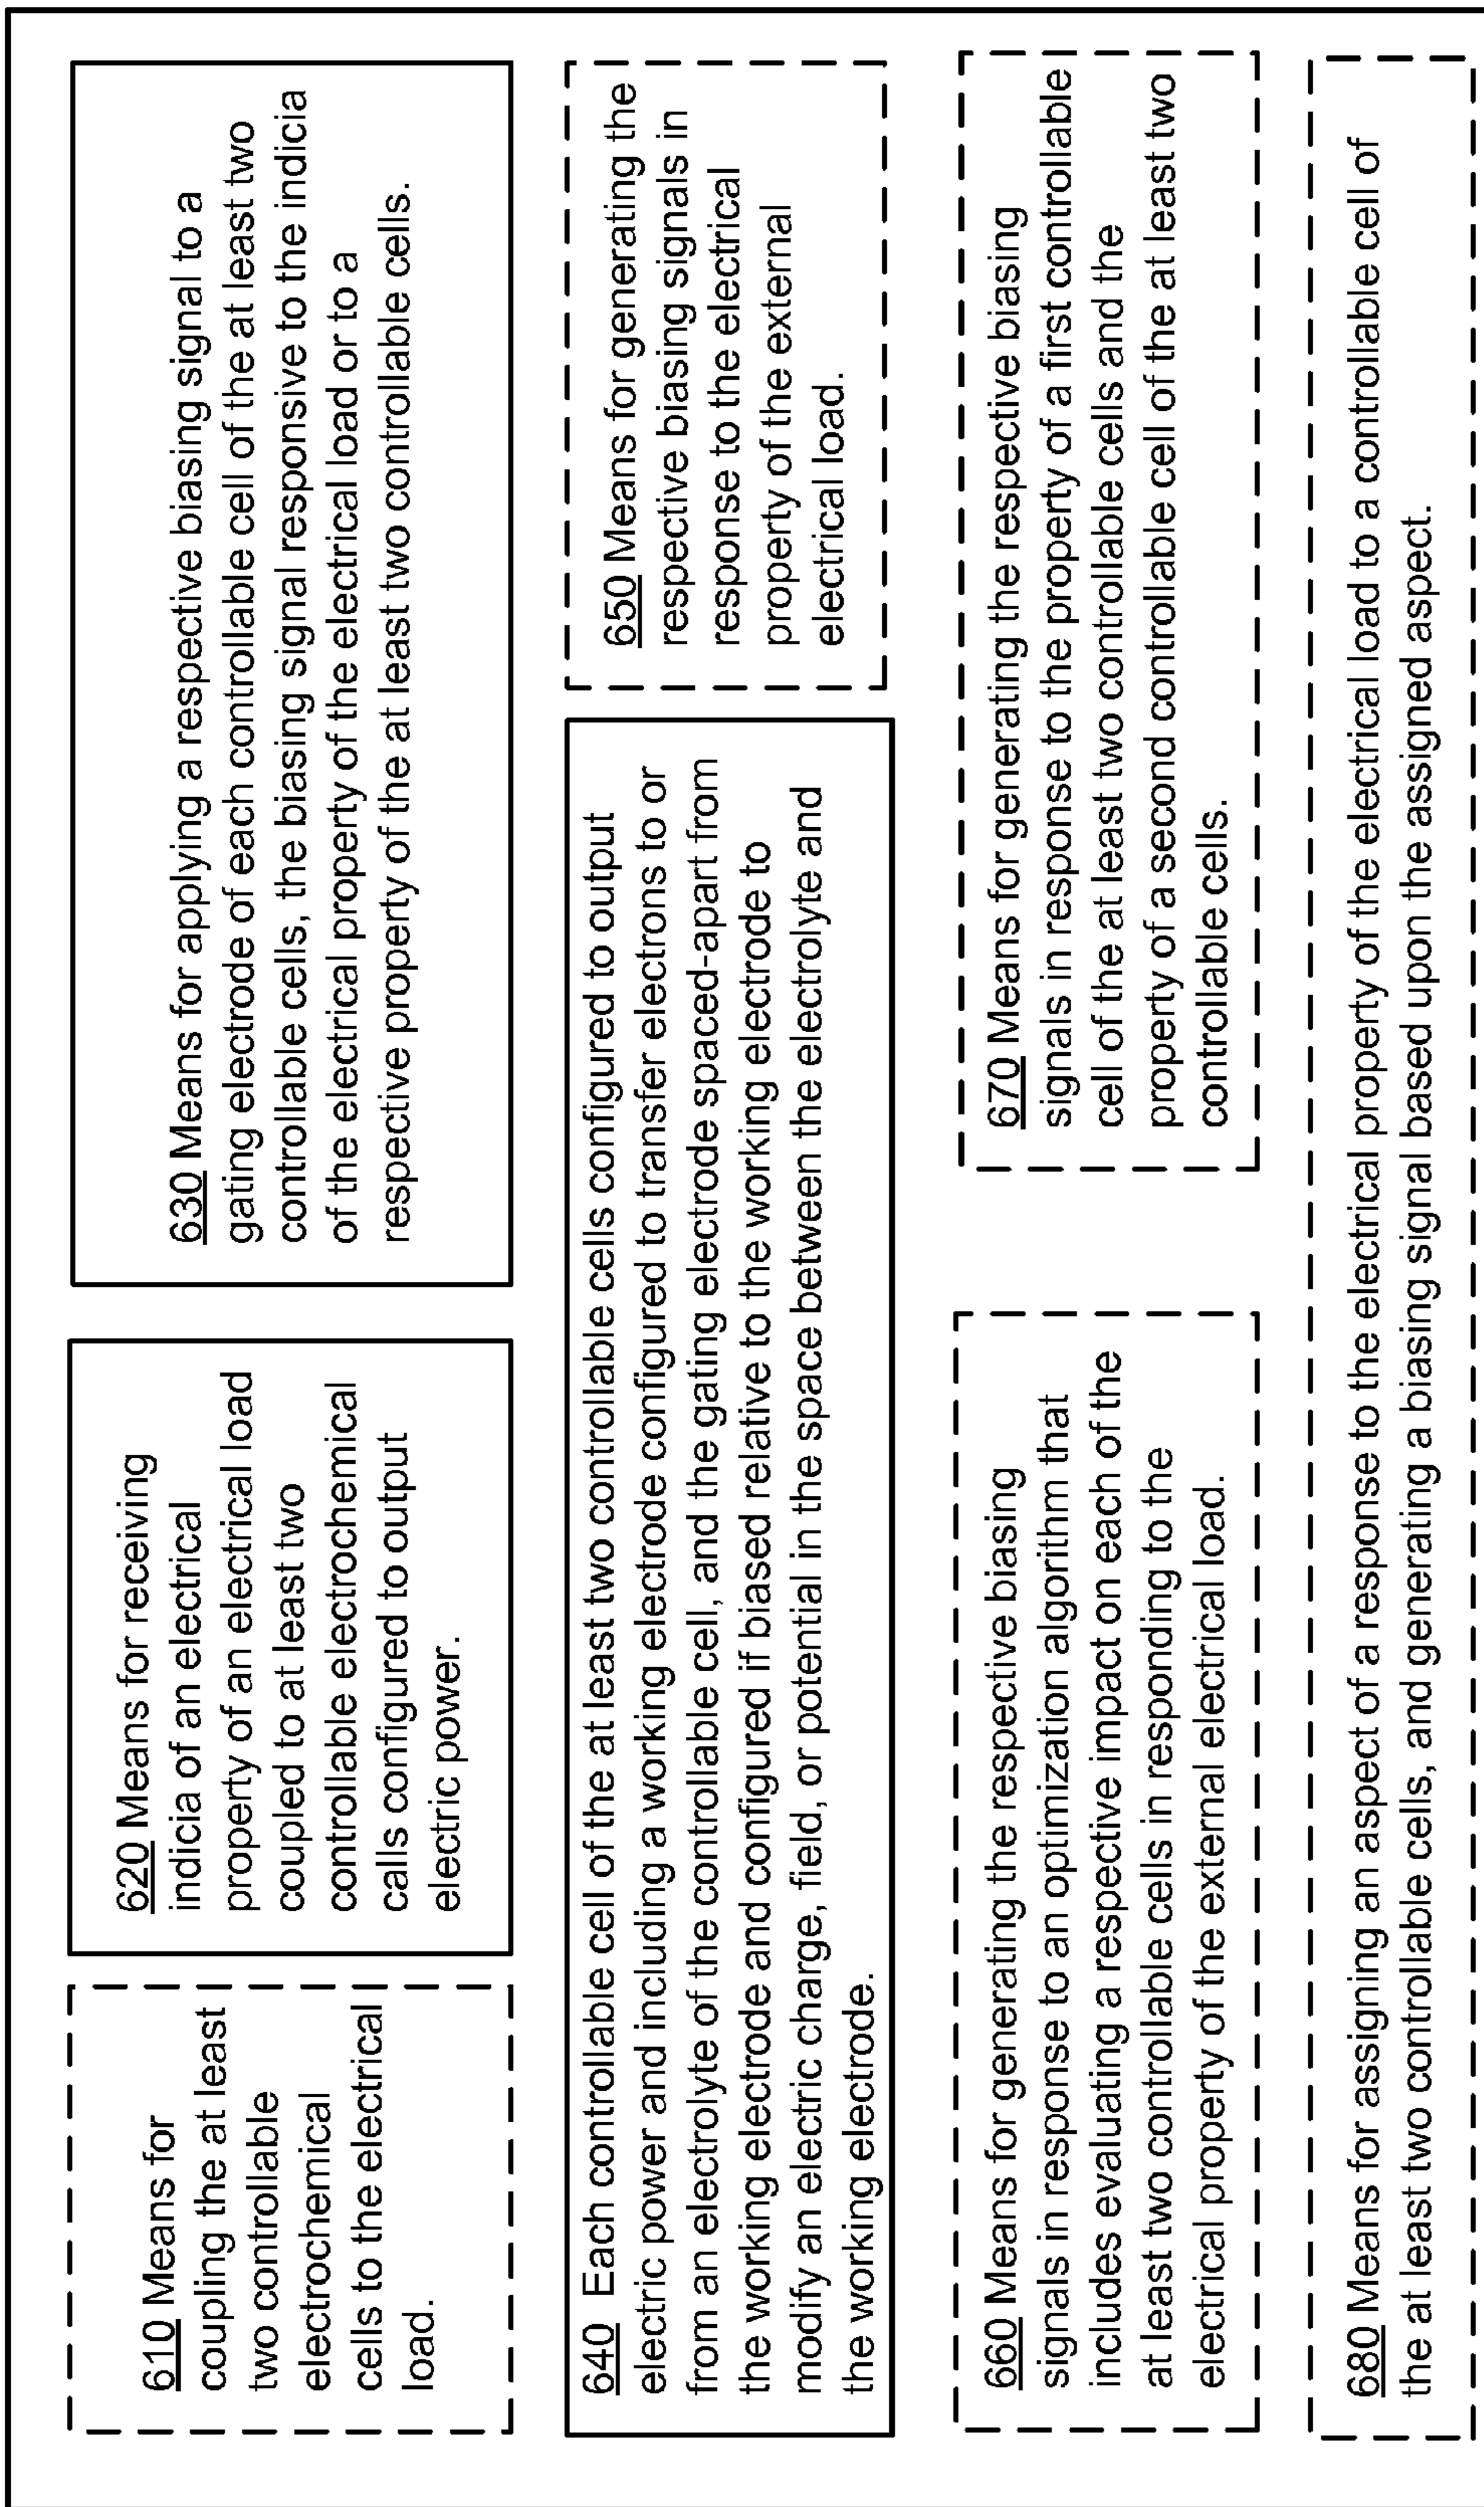 610 Means for
coupling the at least
two controllable
electrochemical
cells to the electrical
load.
620 Means for receiving
indicia of an electrical
property of an electrical load
coupled to at least two
controllable electrochemical
calls configured to output
electric power.
630 Means for applying a respective biasing signal to a
gating electrode of each controllable cell of the at least two
controllable cells, the biasing signal responsive to the indicia
of the electrical property of the electrical load or to a
respective property of the at least two controllable cells.
640 Each controllable cell of the at least two controllable cells configured to output
electric power and including a working electrode configured to transfer electrons to or
from an electrolyte of the controllable cell, and the gating electrode spaced-apart from
the working electrode and configured if biased relative to the working electrode to
modify an electric charge, field, or potential in the space between the electrolyte and
the working electrode.
650 Means for generating the
respective biasing signals in
response to the electrical
property of the external
electrical load.
660 Means for generating the respective biasing
signals in response to an optimization algorithm that
includes evaluating a respective impact on each of the
at least two controllable cells in responding to the
electrical property of the external electrical load.
670 Means for generating the respective biasing
signals in response to the property of a first controllable
cell of the at least two controllable cells and the
property of a second controllable cell of the at least two
controllable cells.
680 Means for assigning an aspect of a response to the electrical property of the electrical load to a controllable cell of
the at least two controllable cells, and generating a biasing signal based upon the assigned aspect.